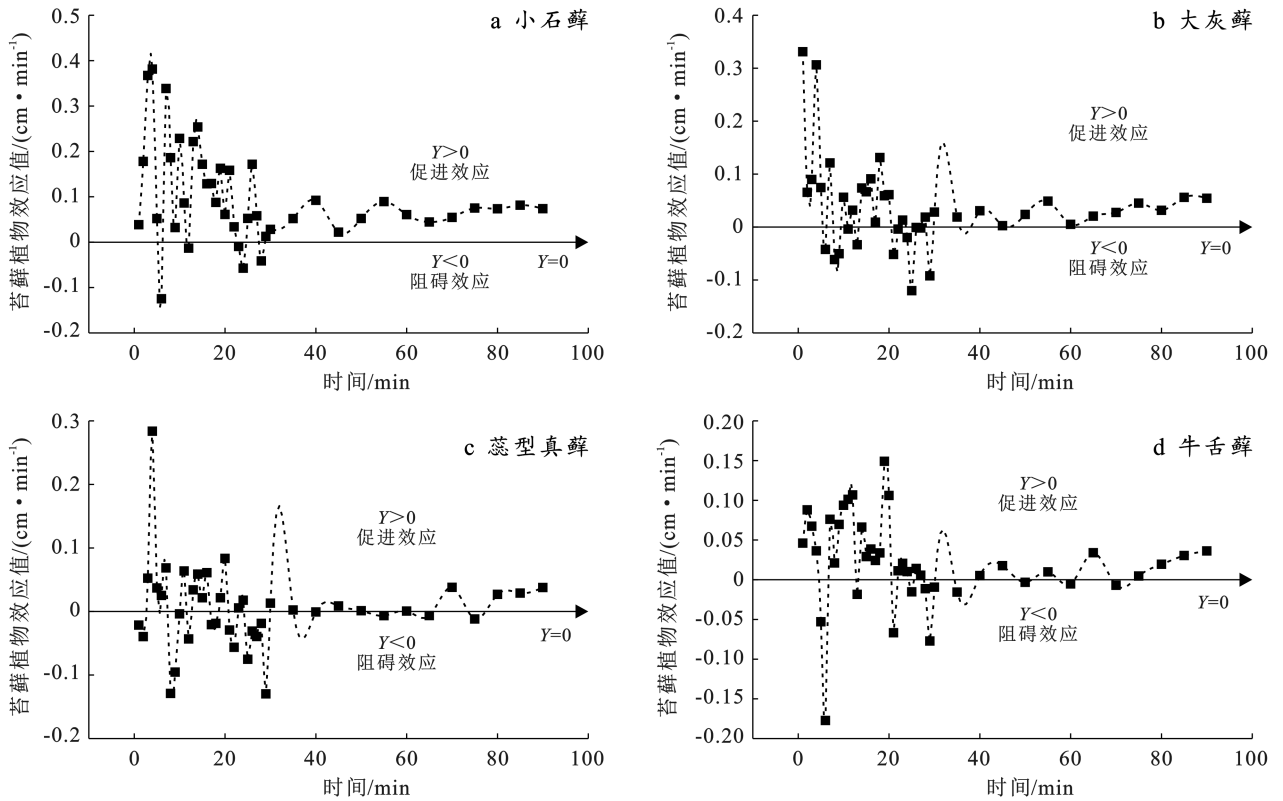 a 小石藓
苔藓植物效应值/(cm·min⁻¹)
0.5
0.4
0.3
0.2
0.1
0
-0.1
-0.2
Y>0
促进效应
Y<0
阻碍效应
Y=0
0 20 40 60 80 100
时间/min
b 大灰藓
苔藓植物效应值/(cm·min⁻¹)
0.4
0.3
0.2
0.1
0
-0.1
-0.2
Y>0
促进效应
Y<0
阻碍效应
Y=0
0 20 40 60 80 100
时间/min
c 蕊型真藓
苔藓植物效应值/(cm·min⁻¹)
0.3
0.2
0.1
0
-0.1
-0.2
Y>0
促进效应
Y<0
阻碍效应
Y=0
0 20 40 60 80 100
时间/min
d 牛舌藓
苔藓植物效应值/(cm·min⁻¹)
0.20
0.15
0.10
0.05
0
-0.05
-0.10
-0.15
-0.20
Y>0
促进效应
Y<0
阻碍效应
Y=0
0 20 40 60 80 100
时间/min